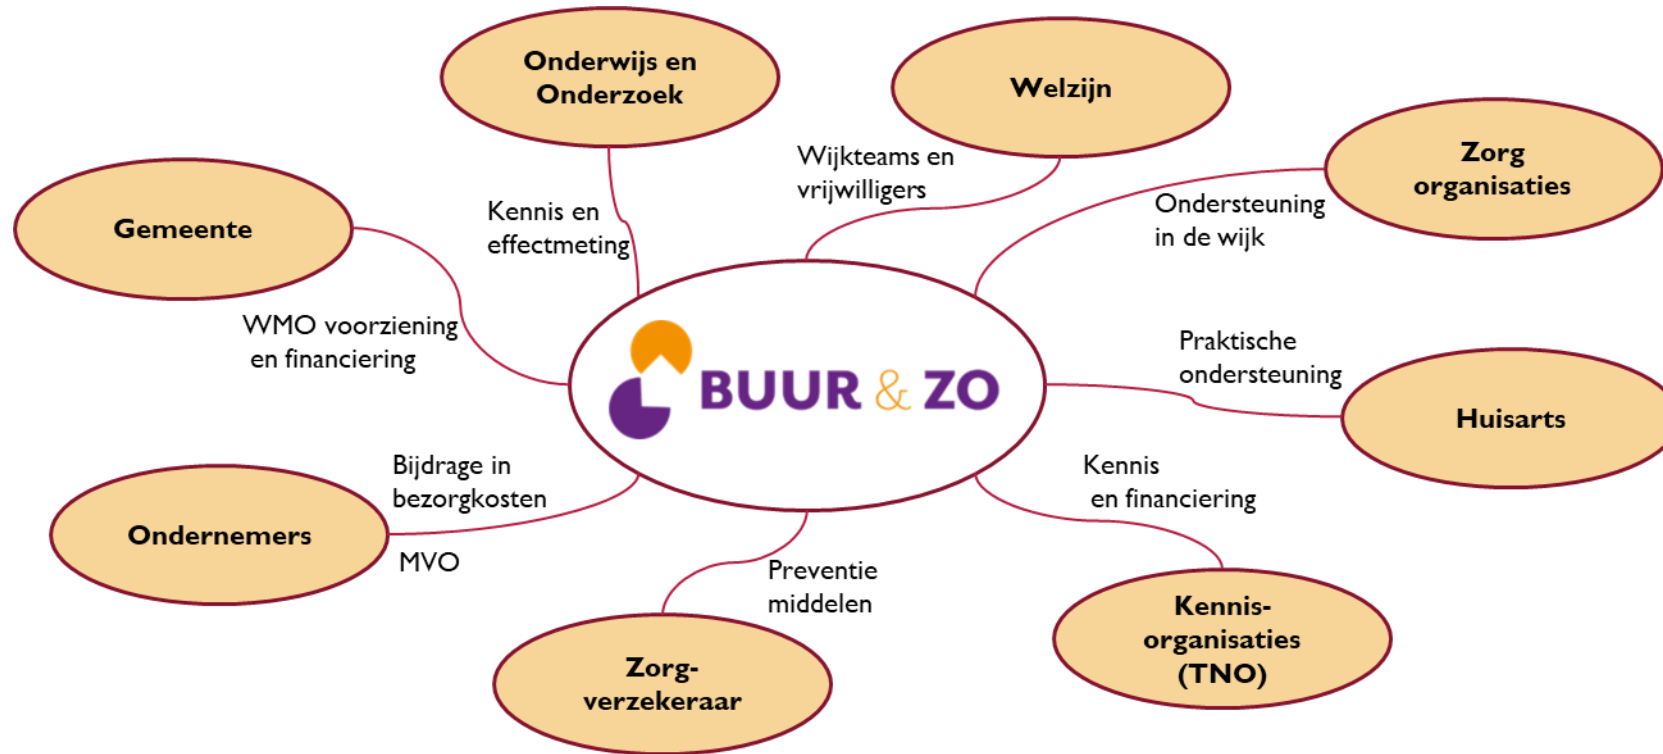 Onderwijs en
Onderzoek
Welzijn
Zorg
organisaties
Gemeente
Kennis en
effectmeting
Wijkteams en
vrijwilligers
Ondersteuning
in de wijk
WMO voorziening
en financiering
BUUR & ZO
Praktische
ondersteuning
Huisarts
Ondernemers
Bijdrage in
bezorgkosten
MVO
Preventie
middelen
Zorg-
verzekeraar
Kennis
en financiering
Kennis-
organisaties
(TNO)